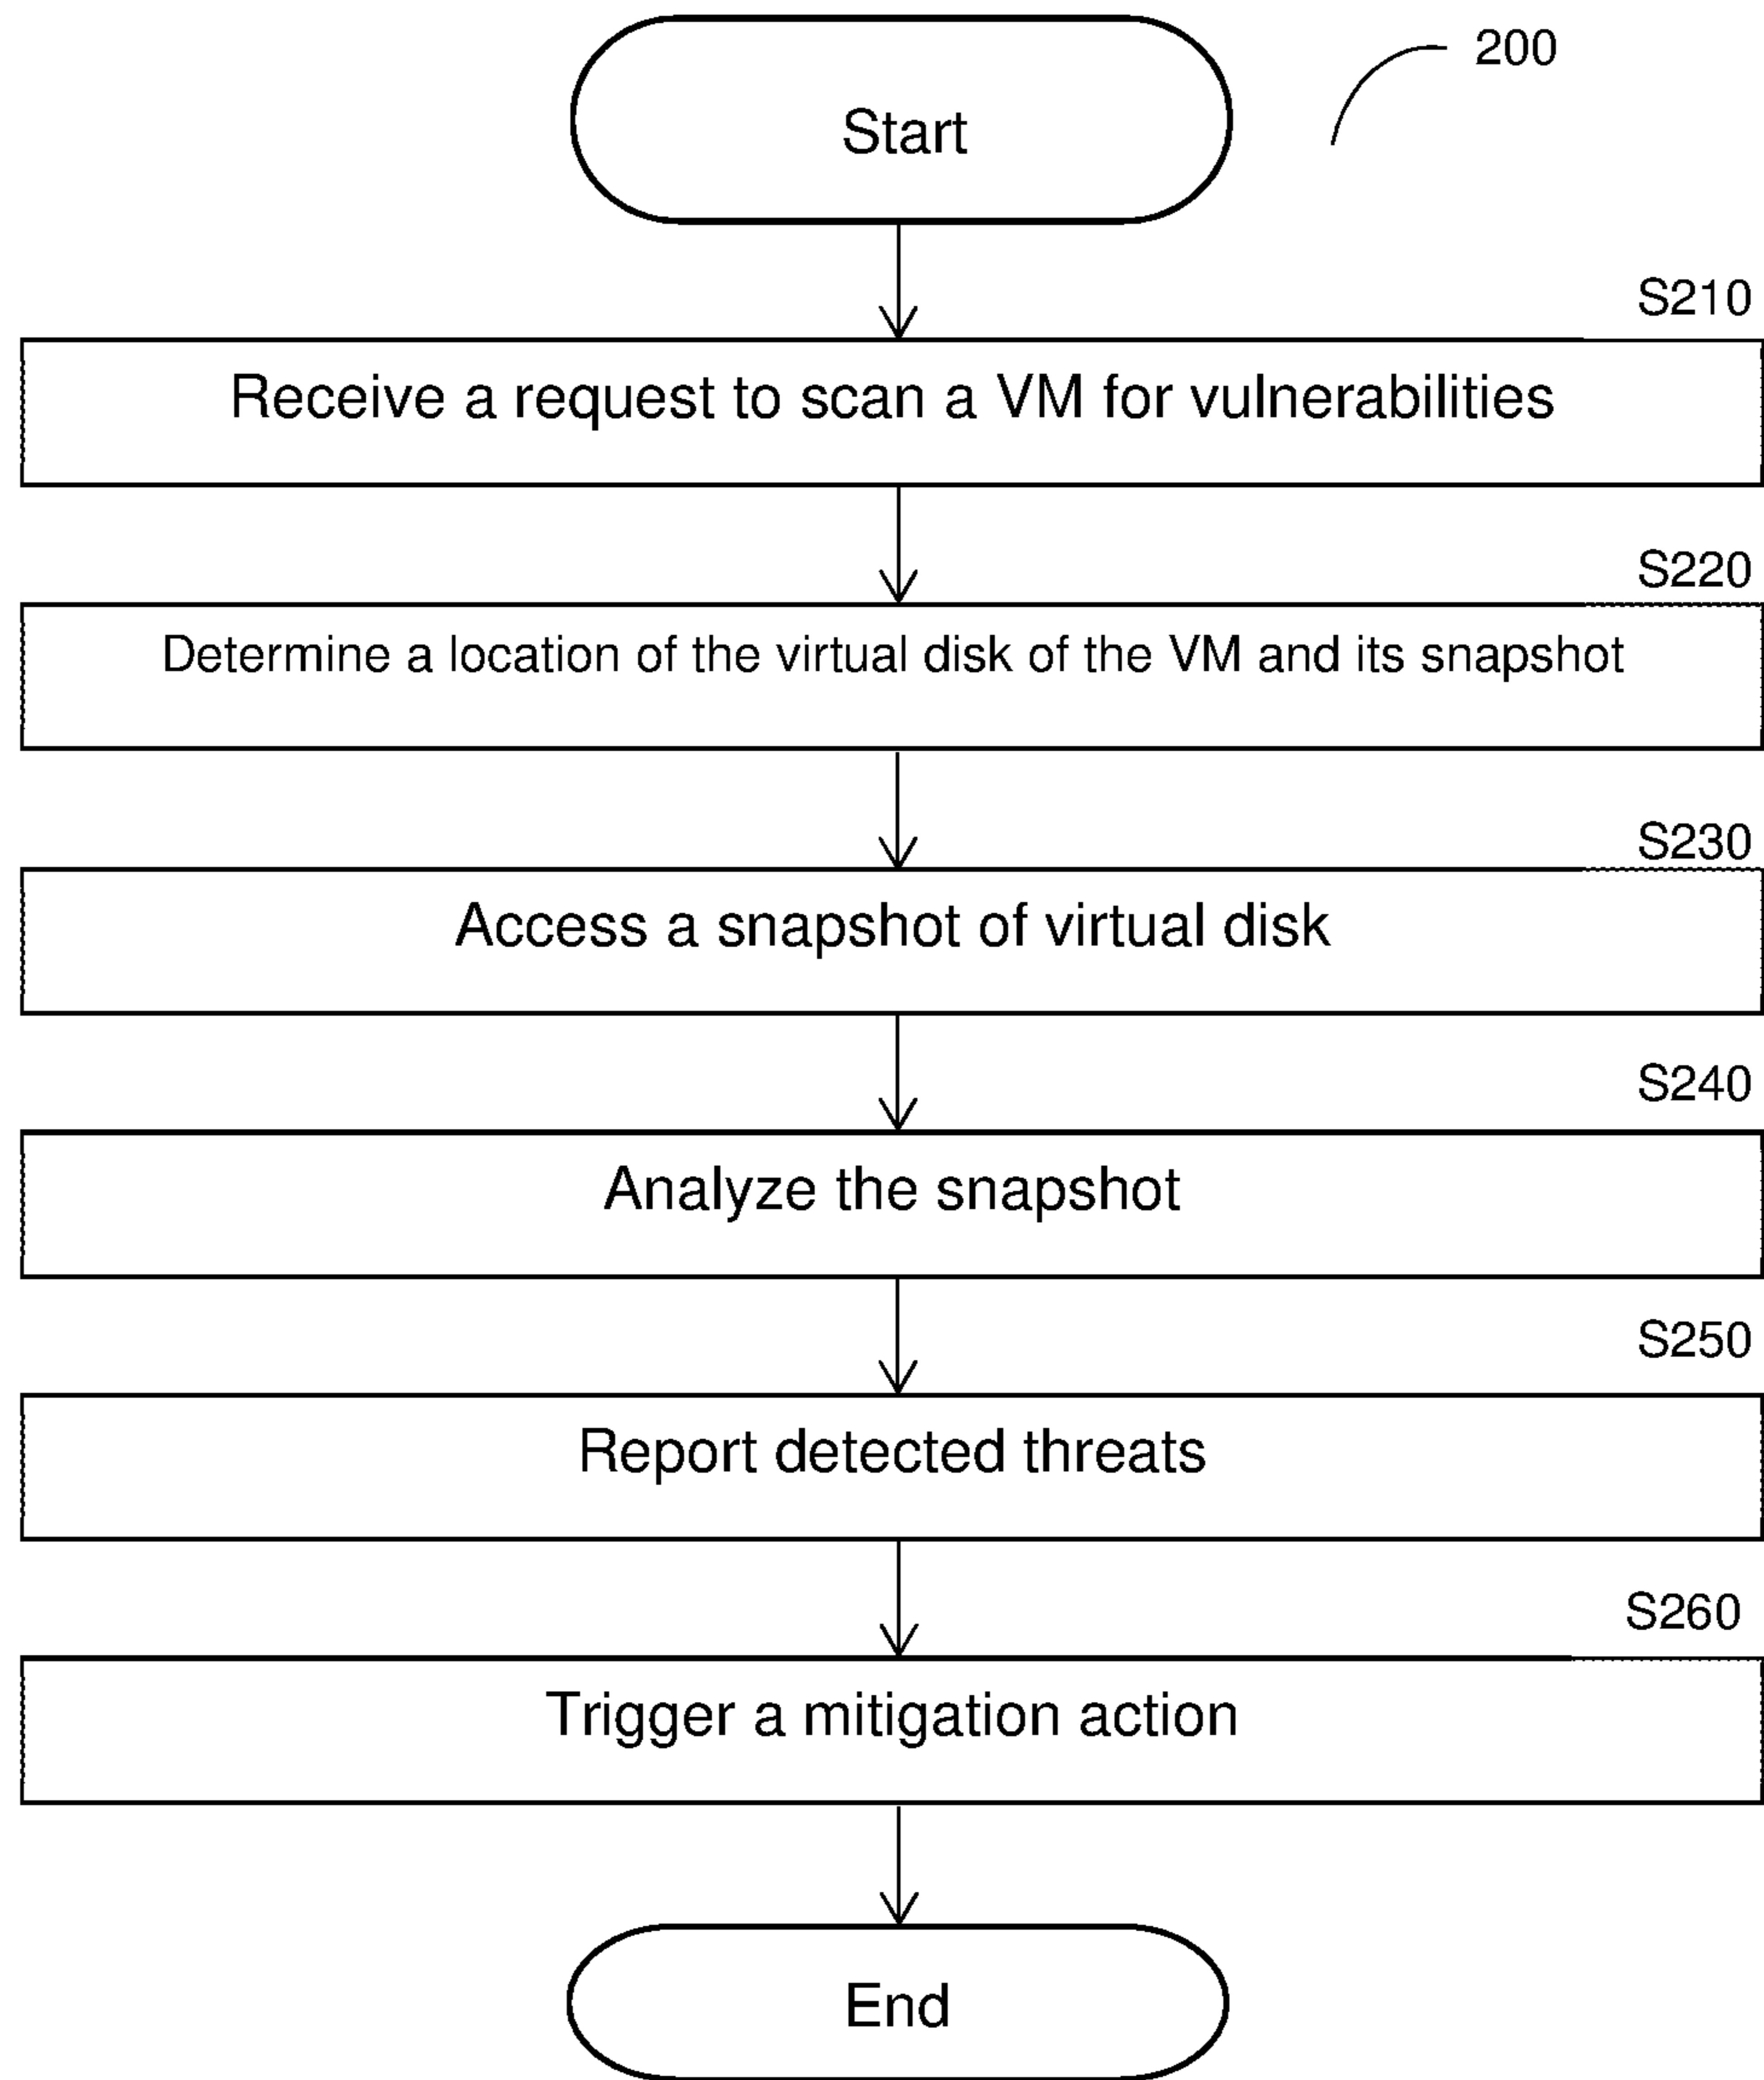 200
Start
S210
Receive a request to scan a VM for vulnerabilities
S220
Determine a location of the virtual disk of the VM and its snapshot
S230
Access a snapshot of virtual disk
S240
Analyze the snapshot
S250
Report detected threats
S260
Trigger a mitigation action
End